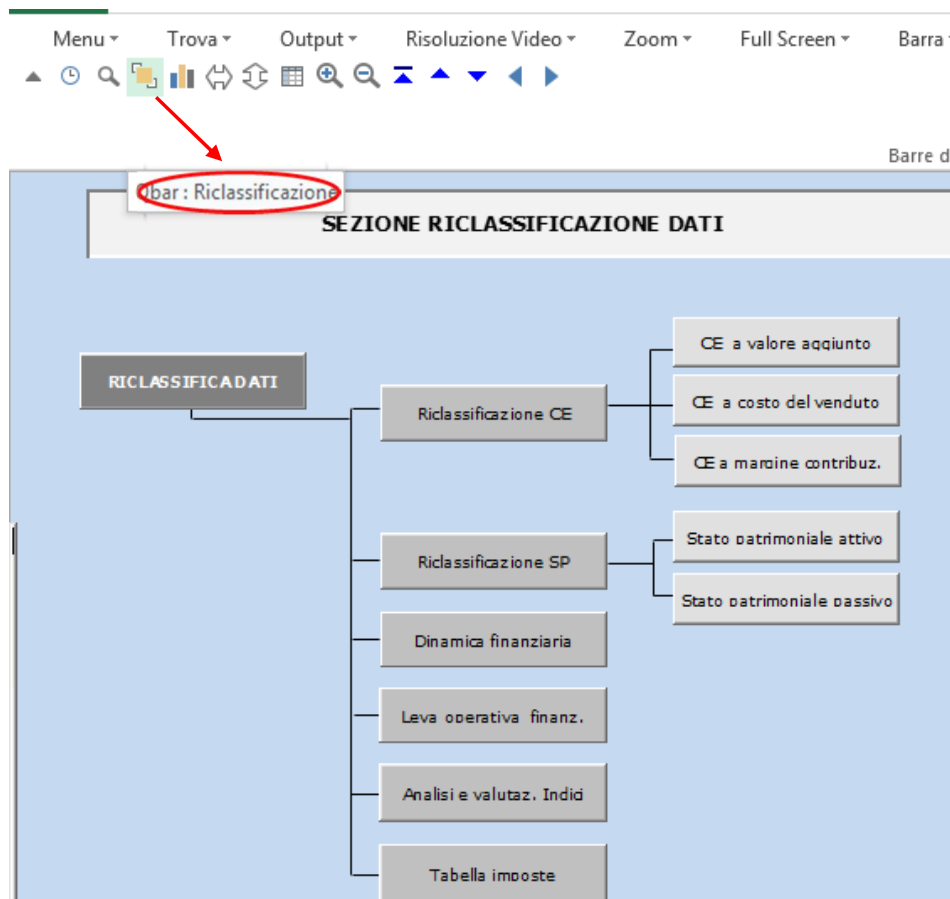 Menu Trova Output Risoluzione Video Zoom Full Screen Barra
Barre d
Qbar : Riclassificazione
SEZIONE RICLASSIFICAZIONE DATI
CE a valore aggiunto
RICLASSIFICA DATI
CE a costo del venduto
Riclassificazione CE
CE a margine contribuz.
Stato patrimoniale attivo
Riclassificazione SP
Stato patrimoniale passivo
Dinamica finanziaria
Leva operativa finanz.
Analisi e valutaz. Indici
Tabella imposte